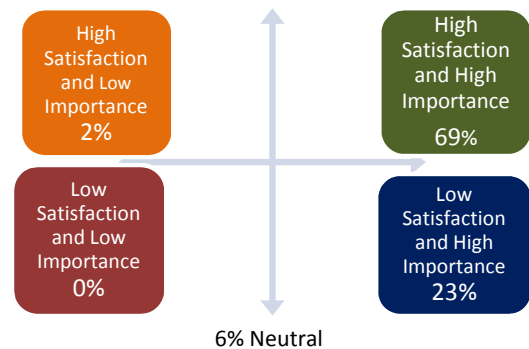 High
Satisfaction
and Low
Importance
2%
High
Satisfaction
and High
Importance
69%
Low
Satisfaction
and Low
Importance
0%
Low
Satisfaction
and High
Importance
23%
6% Neutral